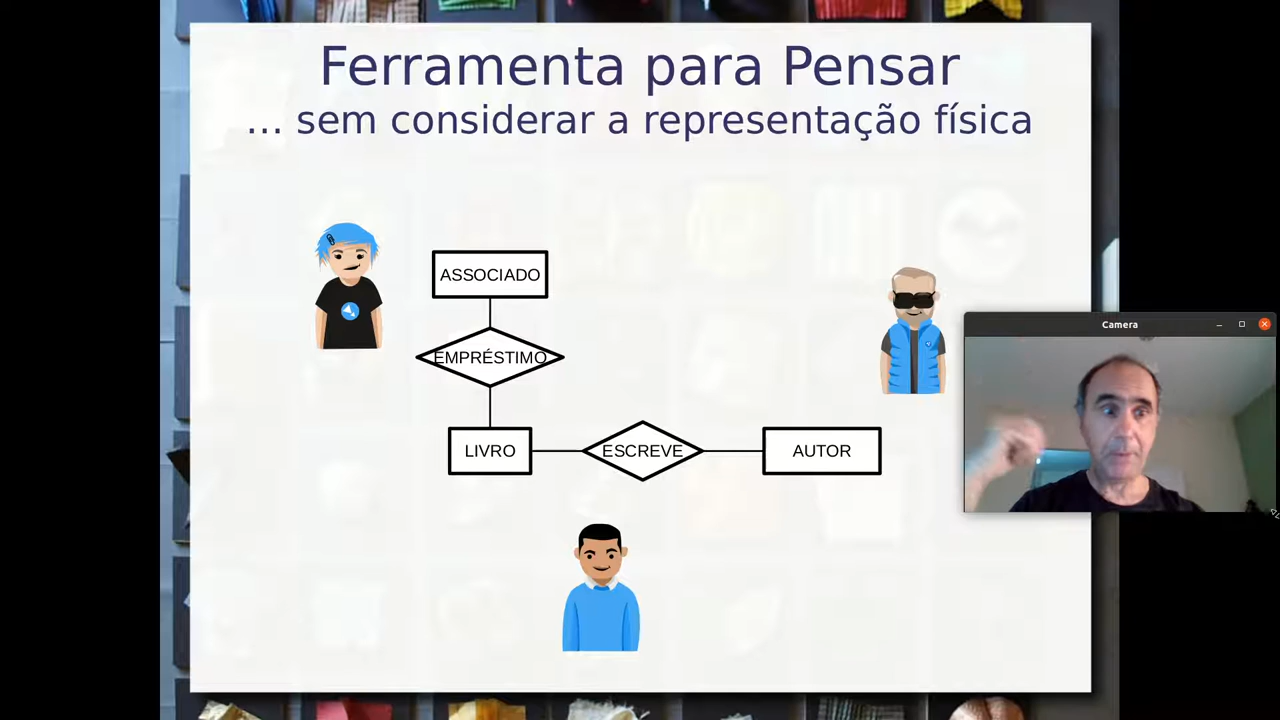 Ferramenta para Pensar
... sem considerar a representação física
ASSOCIADO
EMPRÉSTIMO
LIVRO
ESCREVE
AUTOR
Camera